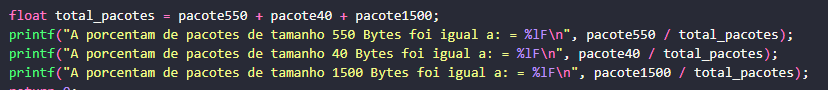 float total_pacotes = pacote550 + pacote40 + pacote1500;
printf("A porcentam de pacotes de tamanho 550 Bytes foi igual a: = %lF\n", pacote550 / total_pacotes);
printf("A porcentam de pacotes de tamanho 40 Bytes foi igual a: = %lF\n", pacote40 / total_pacotes);
printf("A porcentam de pacotes de tamanho 1500 Bytes foi igual a: = %lF\n", pacote1500 / total_pacotes);
return 0;